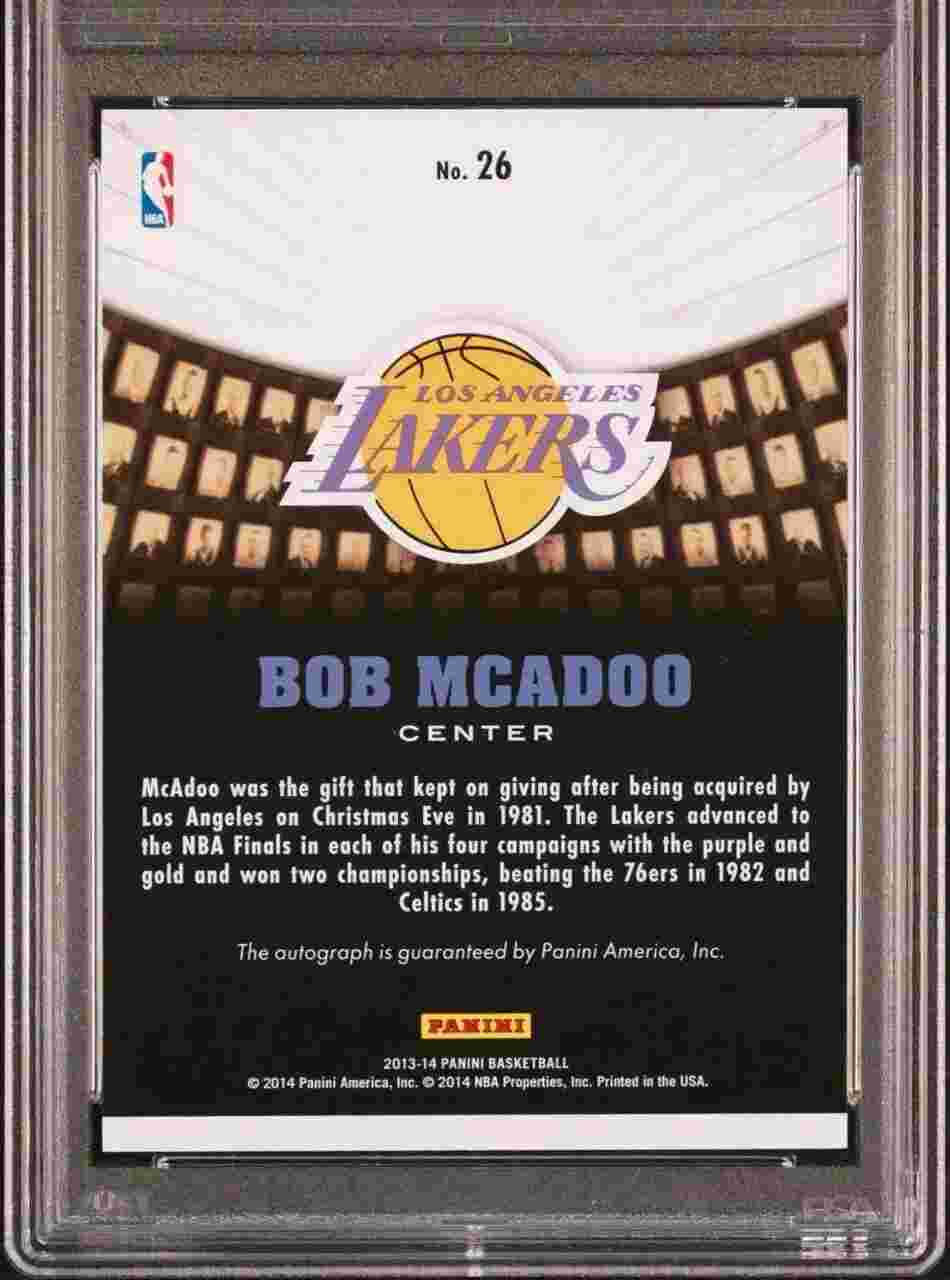 No. 26
NBA
LOS ANGELES
LAKERS
BOB MCADOO
CENTER
McAdoo was the gift that kept on giving after being acquired by
Los Angeles on Christmas Eve in 1981. The Lakers advanced to
the NBA Finals in each of his four campaigns with the purple and
gold and won two championships, beating the 76ers in 1982 and
Celtics in 1985.
The autograph is guaranteed by Panini America, Inc.
PANINI
2013-14 PANINI BASKETBALL
© 2014 Panini America, Inc. © 2014 NBA Properties, Inc. Printed in the USA.